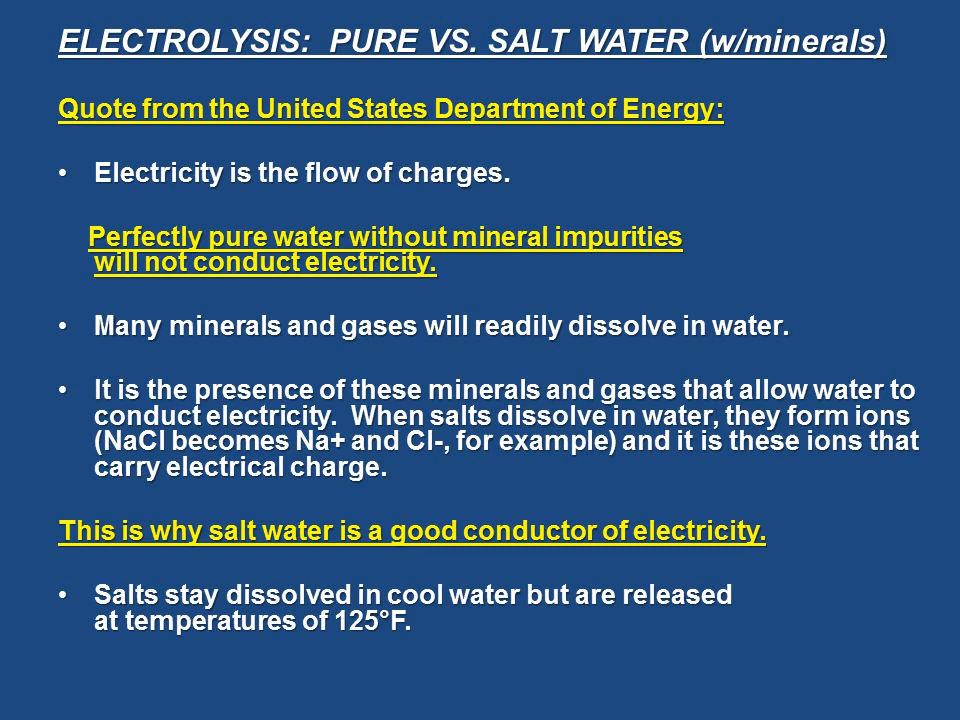 ELECTROLYSIS: PURE VS. SALT WATER (w/minerals)
Quote from the United States Department of Energy:
• Electricity is the flow of charges.
Perfectly pure water without mineral impurities
will not conduct electricity.
• Many minerals and gases will readily dissolve in water.
• It is the presence of these minerals and gases that allow water to
conduct electricity. When salts dissolve in water, they form ions
(NaCl becomes Na+ and Cl-, for example) and it is these ions that
carry electrical charge.
This is why salt water is a good conductor of electricity.
• Salts stay dissolved in cool water but are released
at temperatures of 125°F.